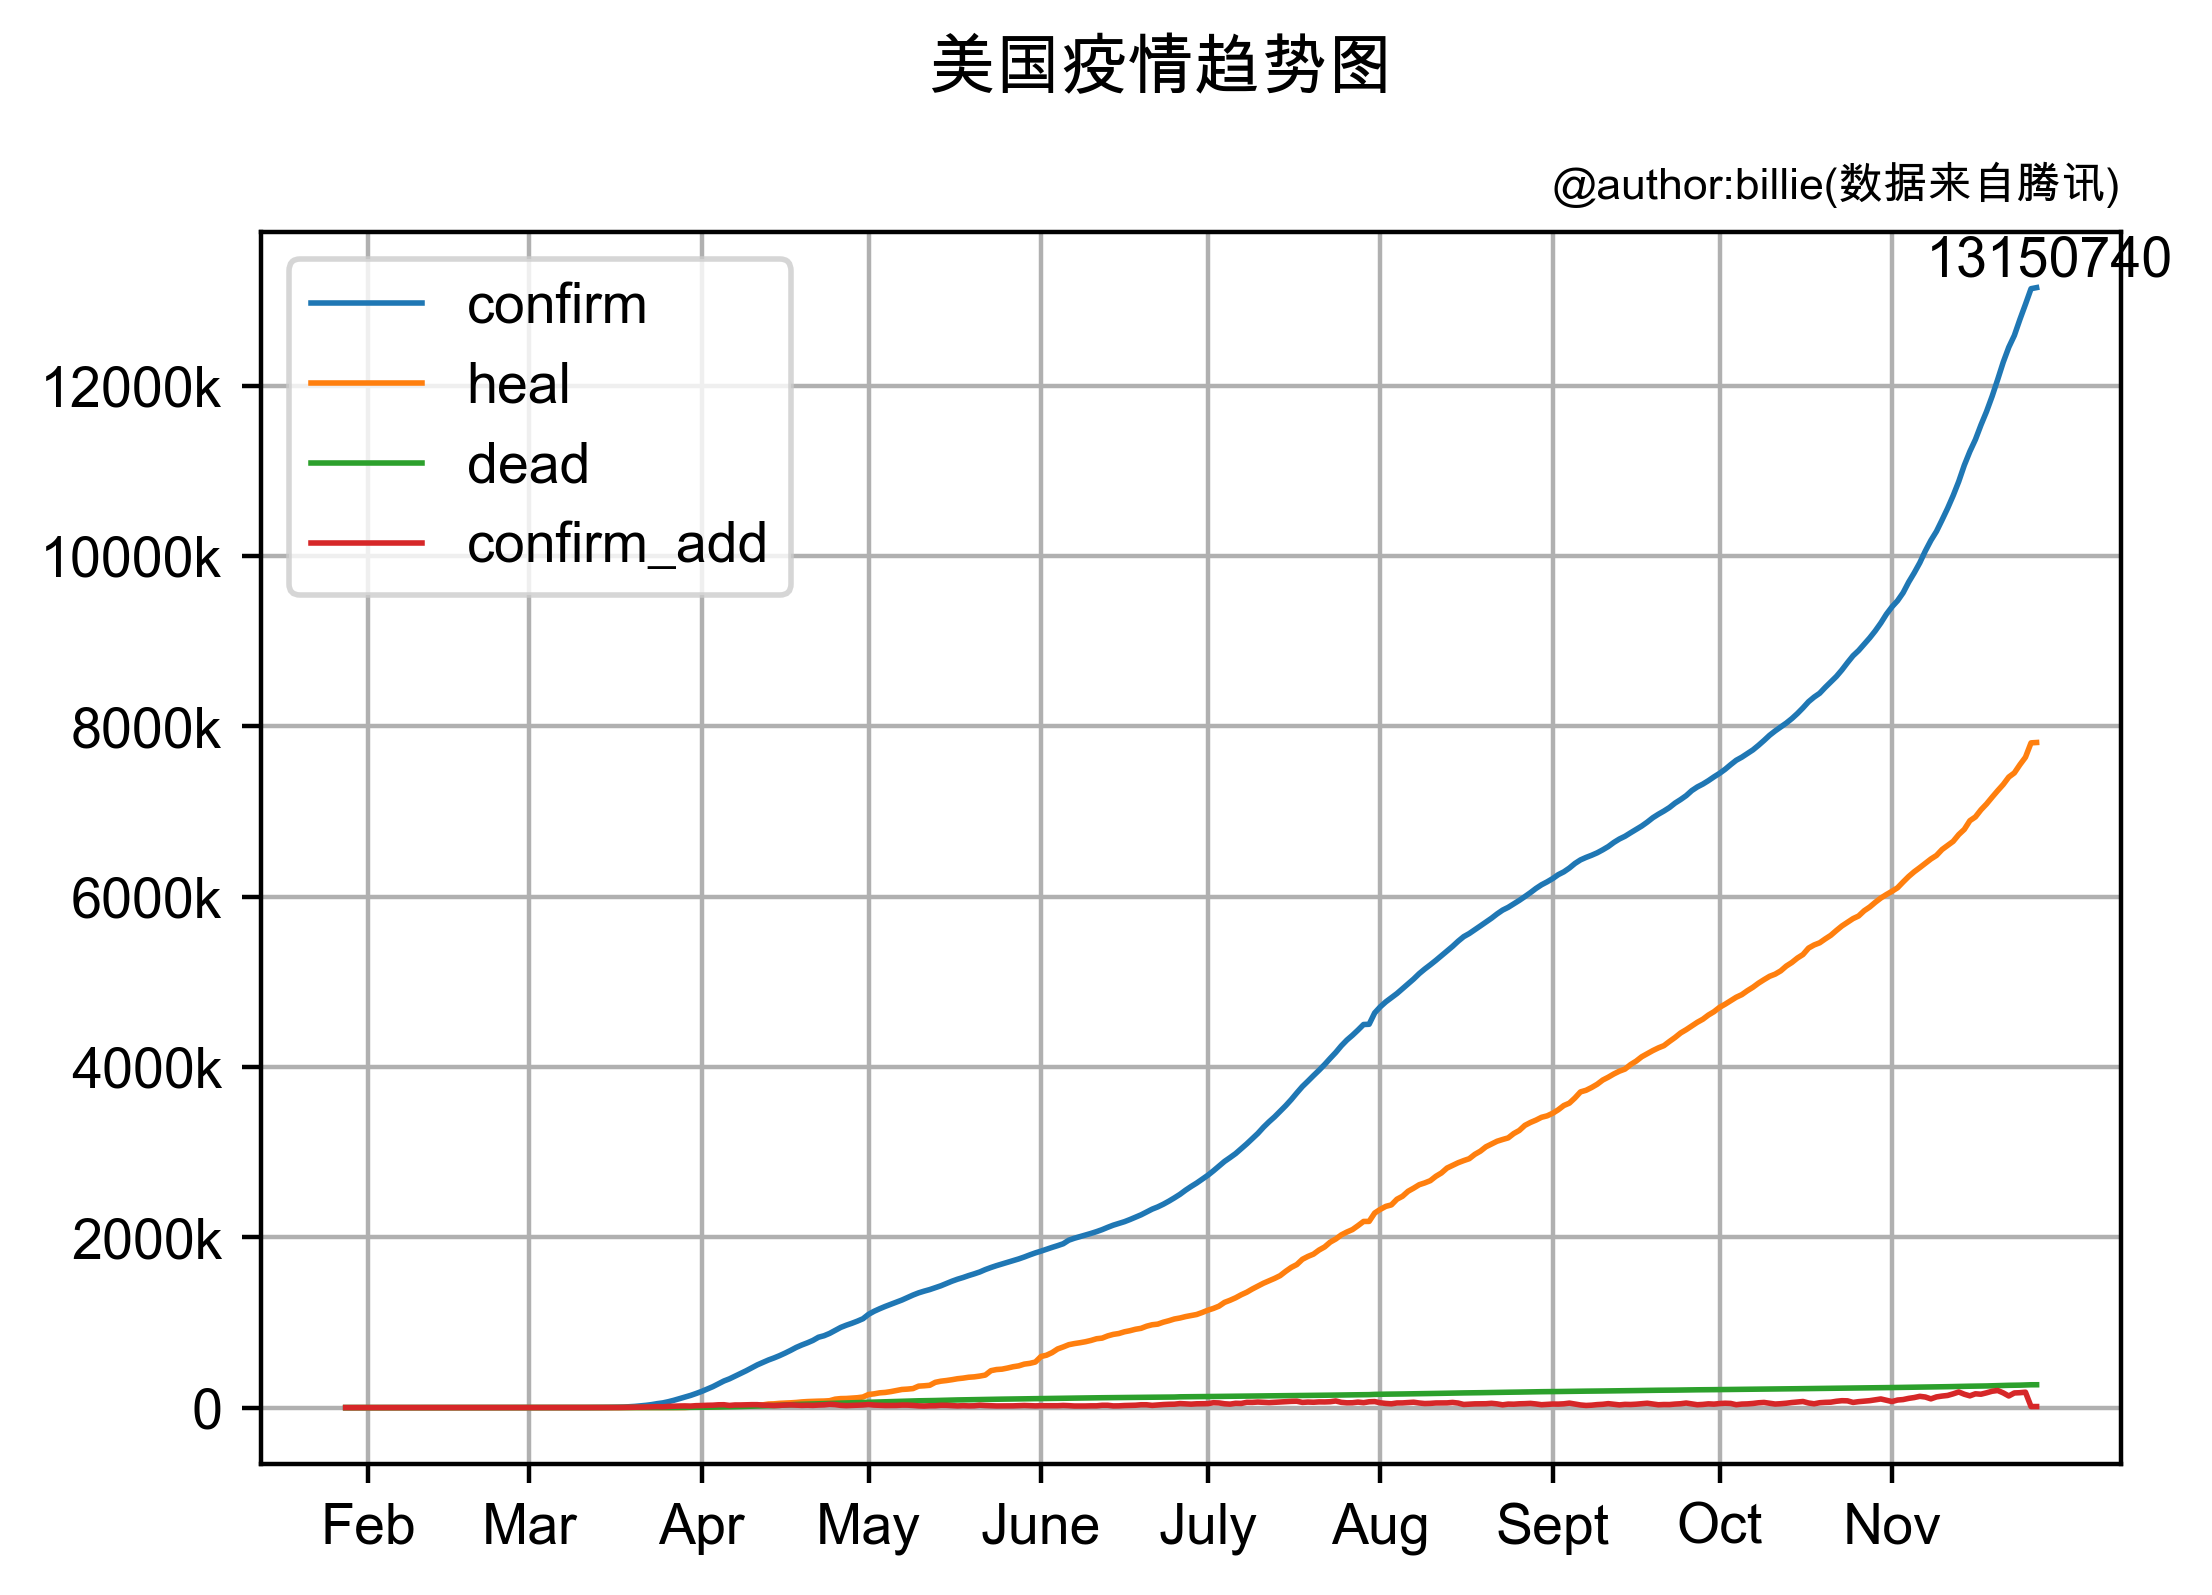 美国疫情趋势图
@author:billie(数据来自腾讯)
13150740
confirm
heal
dead
confirm_add
12000k
10000k
8000k
6000k
4000k
2000k
0
Feb Mar Apr May June July Aug Sept Oct Nov